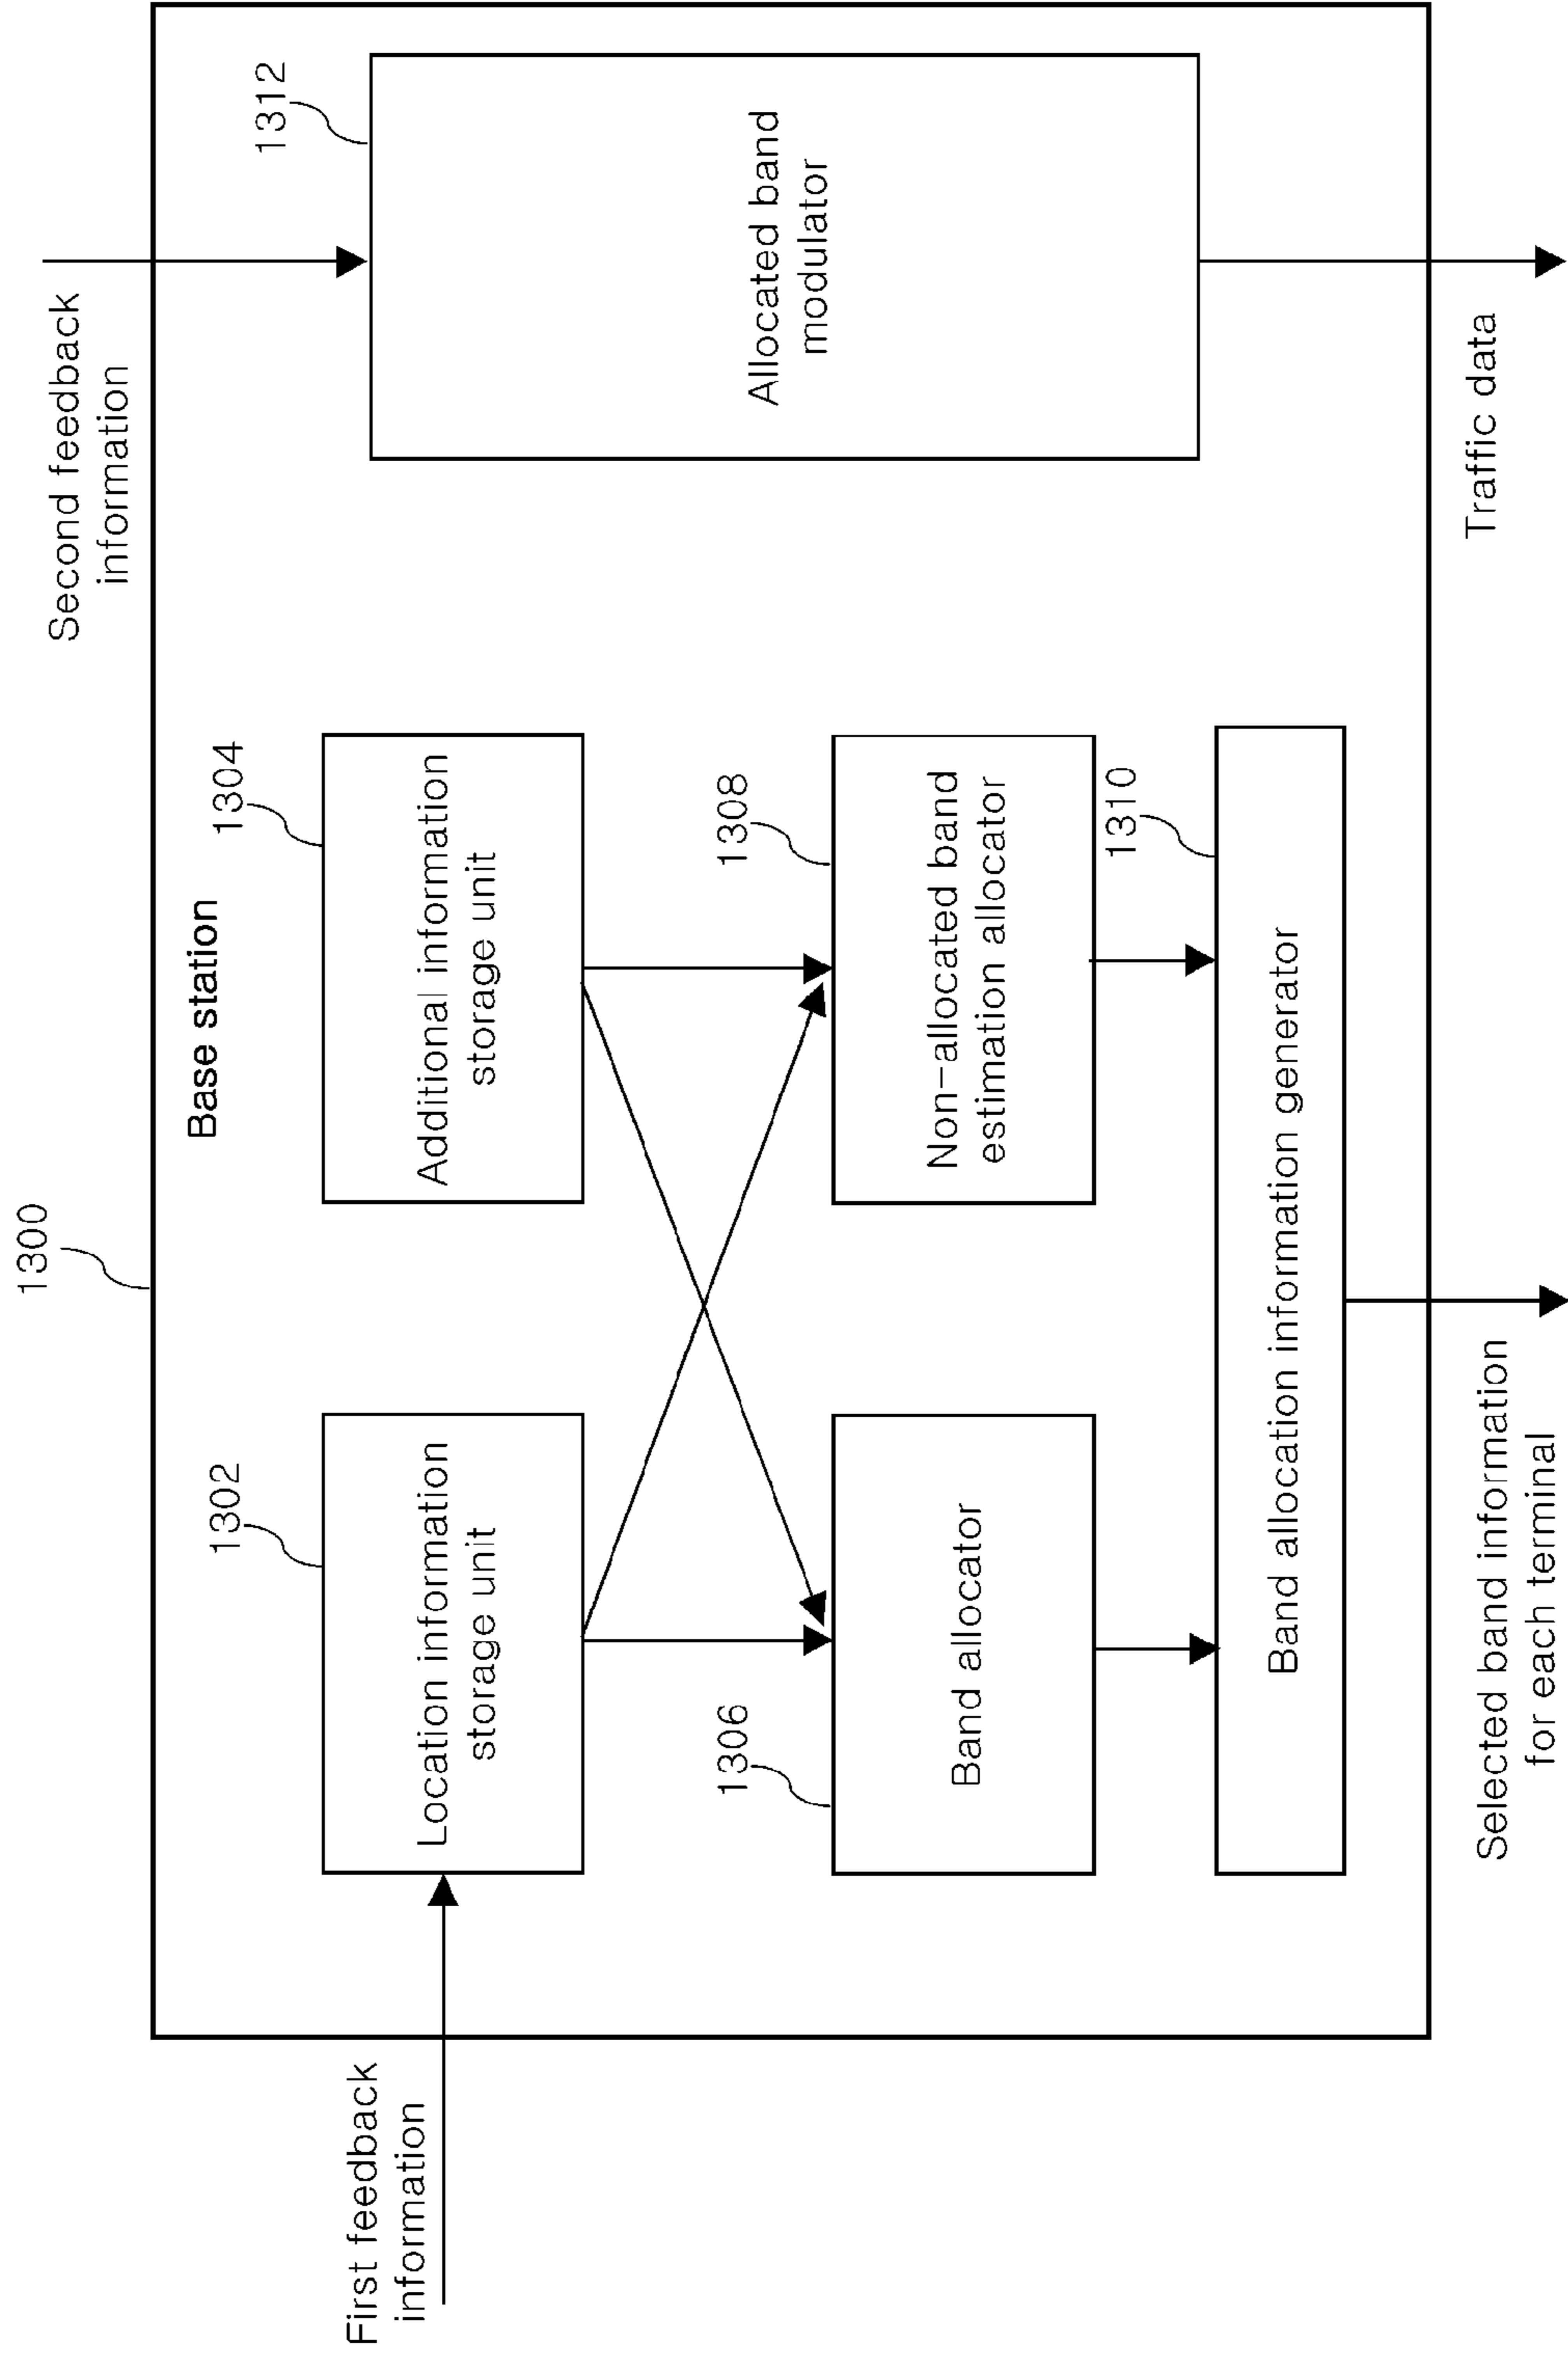 1300
Second feedback
information
Base station
1302
1304
1312
First feedback
information
Location information
storage unit
Additional information
storage unit
Allocated band
modulator
1306
1308
Band allocator
Non-allocated band
estimation allocator
1310
Band allocation information generator
Selected band information
for each terminal
Traffic data